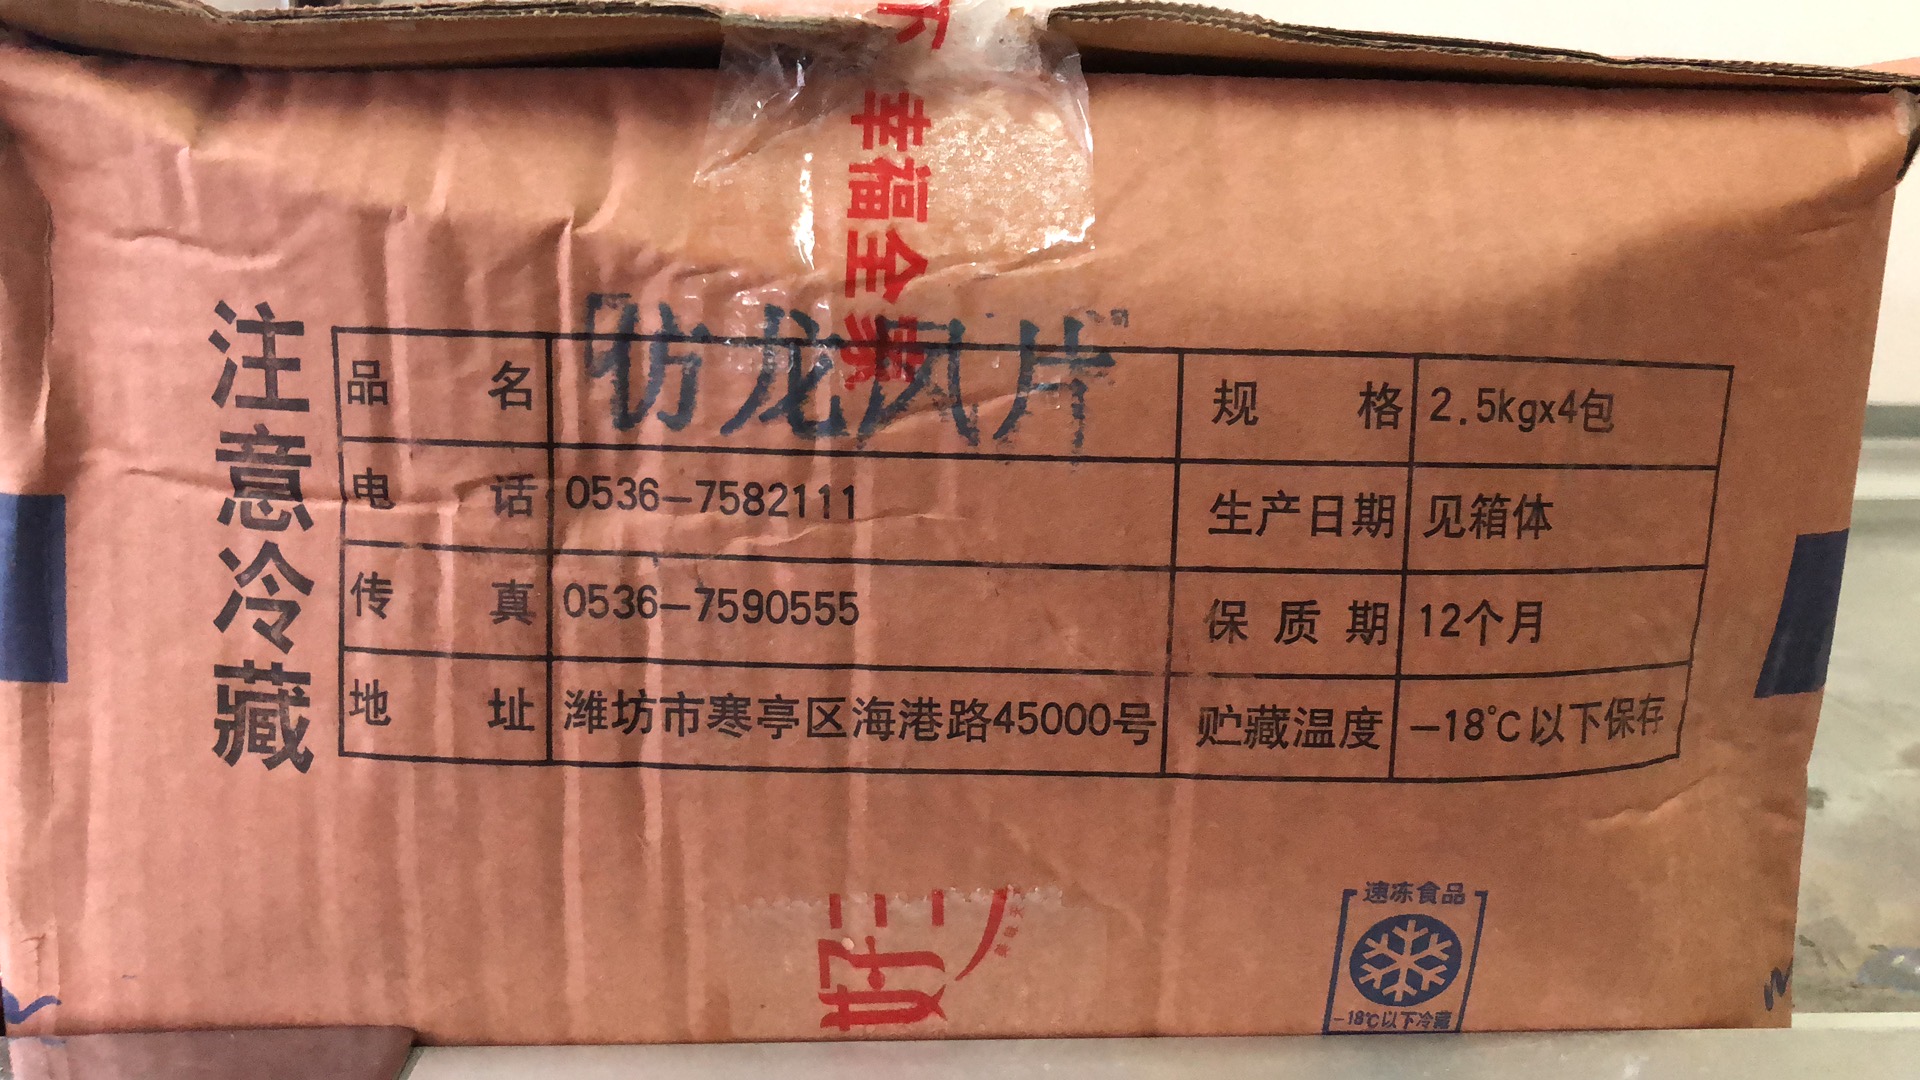 下
幸福全家
注意冷藏
品名 仿龙凤片 规格 2.5kgx4包
电话 0536-7582111 生产日期 见箱体
传真 0536-7590555 保质期 12个月
地址 潍坊市寒亭区海港路45000号 贮藏温度 -18℃以下保存
好
速冻食品
-18℃以下冷藏